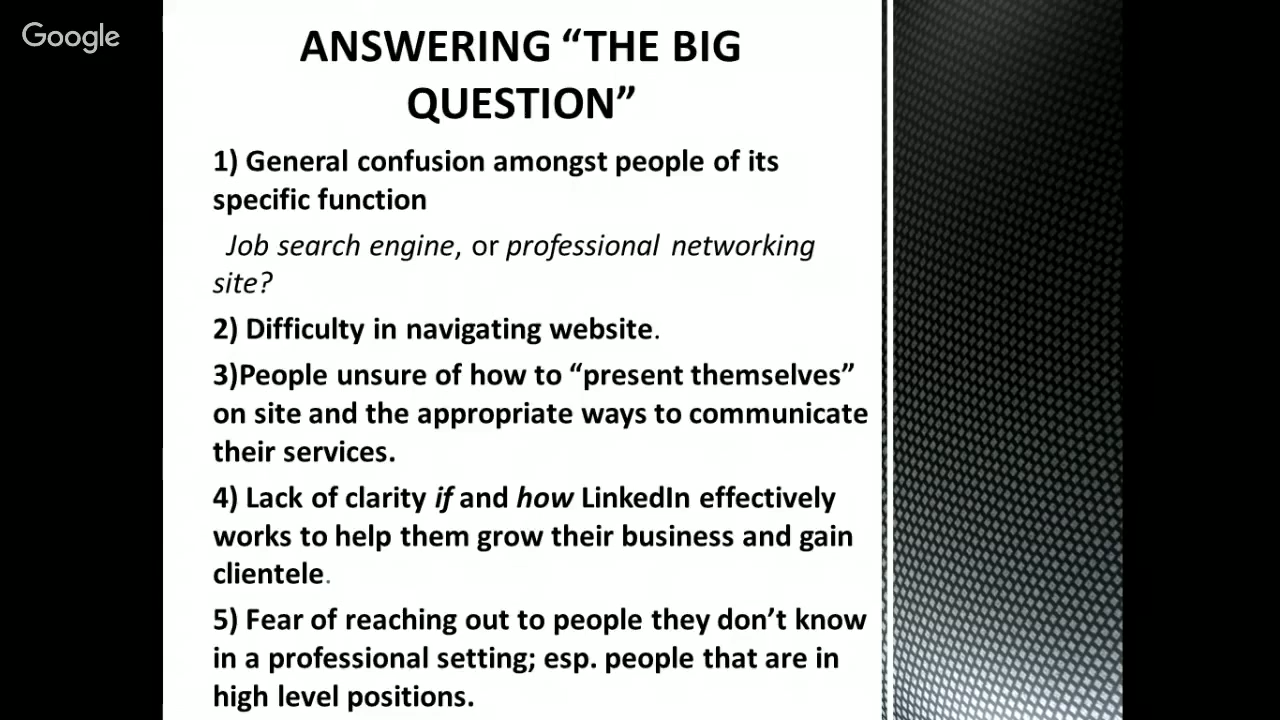 Google
ANSWERING “THE BIG
QUESTION”
1) General confusion amongst people of its
specific function
Job search engine, or professional networking
site?
2) Difficulty in navigating website.
3)People unsure of how to “present themselves”
on site and the appropriate ways to communicate
their services.
4) Lack of clarity if and how LinkedIn effectively
works to help them grow their business and gain
clientele.
5) Fear of reaching out to people they don’t know
in a professional setting; esp. people that are in
high level positions.